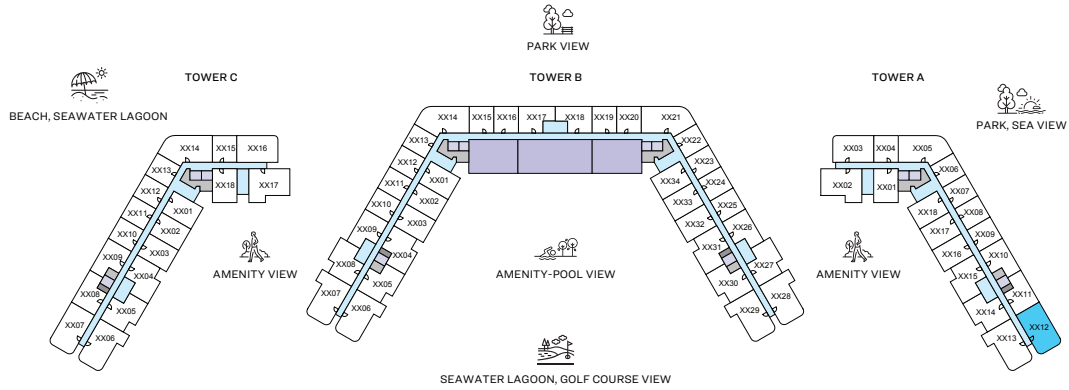 PARK VIEW
TOWER C
TOWER B
TOWER A
BEACH, SEAWATER LAGOON
PARK, SEA VIEW
XX14
XX15
XX16
XX13
XX12
XX11
XX10
XX09
XX08
XX07
XX06
XX05
XX04
XX03
XX02
XX01
XX18
XX17
AMENITY VIEW
XX14
XX15
XX16
XX17
XX18
XX19
XX20
XX21
XX13
XX12
XX11
XX10
XX09
XX08
XX07
XX06
XX05
XX04
XX03
XX02
XX01
XX22
XX23
XX24
XX25
XX26
XX27
XX28
XX29
XX30
XX31
XX32
XX33
XX34
AMENITY-POOL VIEW
SEAWATER LAGOON, GOLF COURSE VIEW
AMENITY VIEW
XX03
XX04
XX05
XX02
XX01
XX06
XX07
XX08
XX09
XX10
XX11
XX12
XX13
XX14
XX15
XX16
XX17
XX18